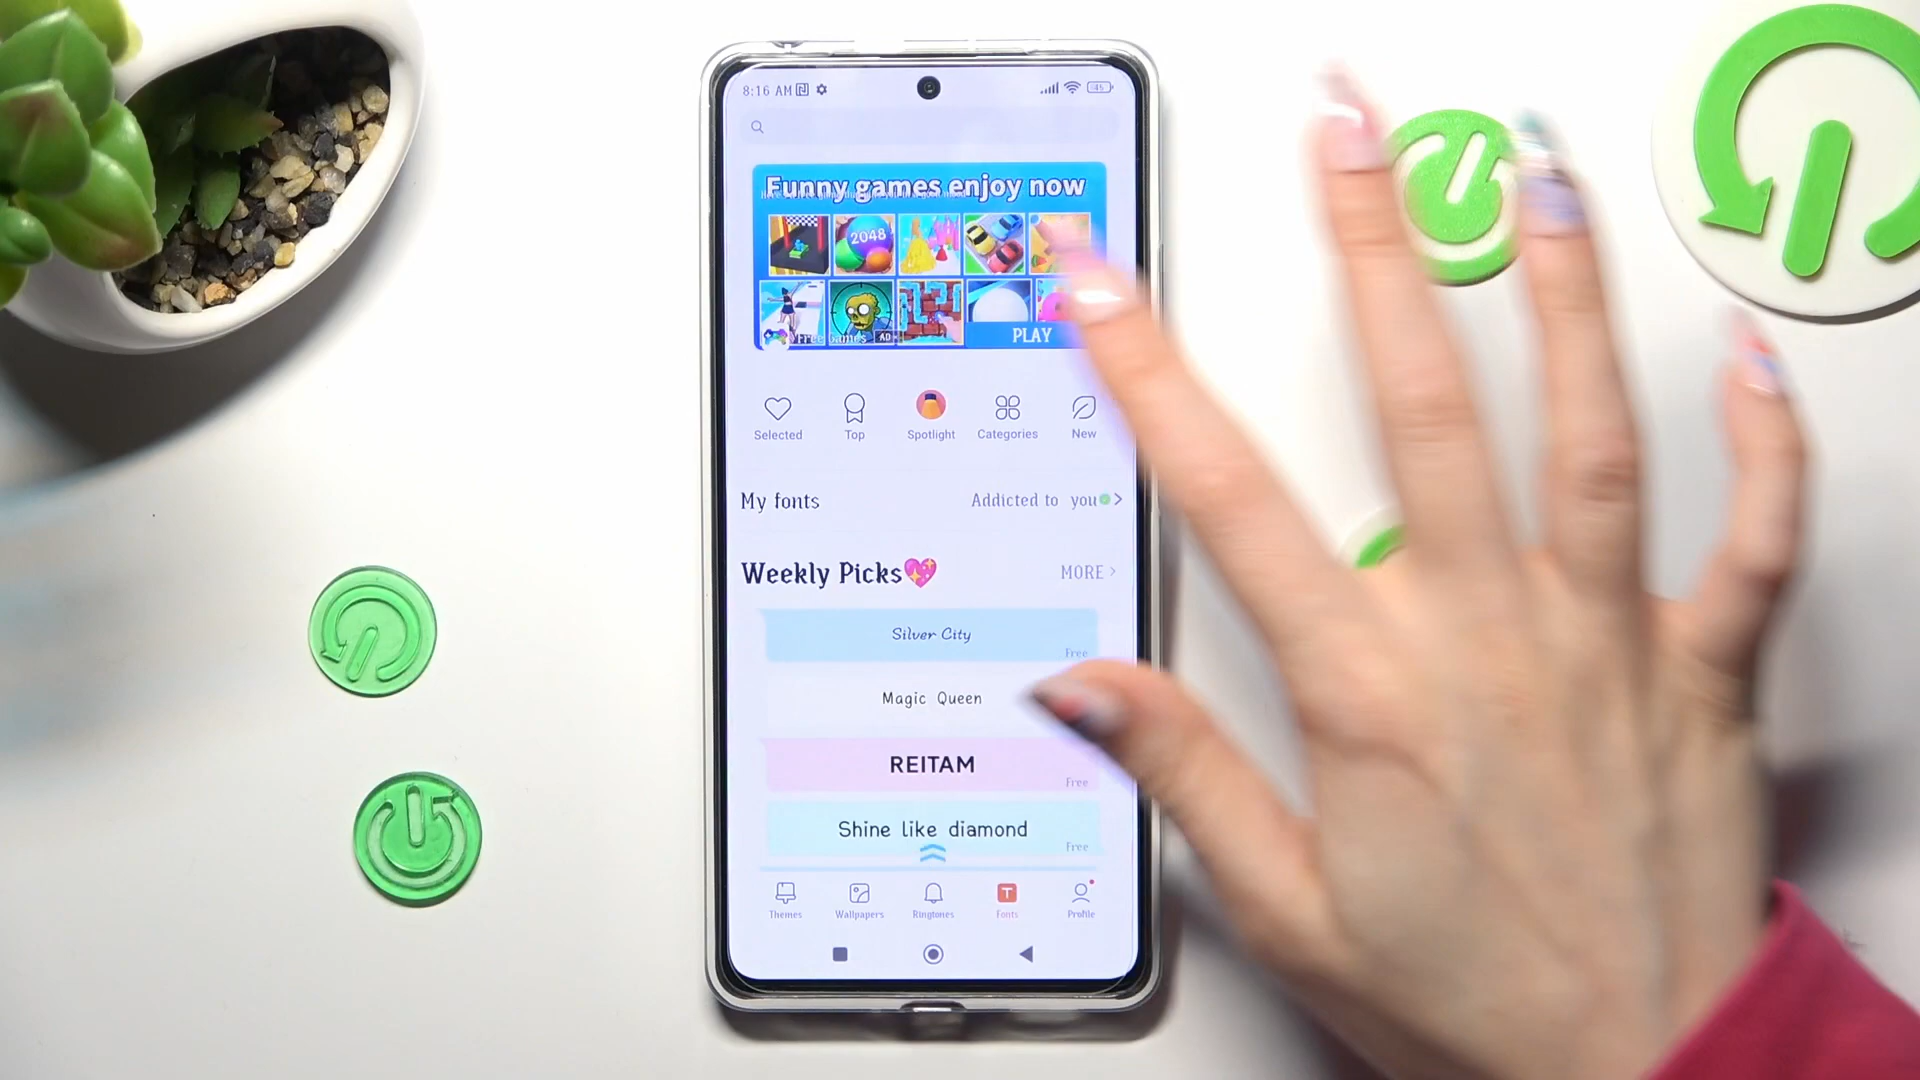 8:16 AM
45
Funny games enjoy now
2048
Free Games AD
PLAY
Selected Top Spotlight Categories New
My fonts Addicted to you
Weekly Picks MORE
Silver City
Free
Magic Queen
REITAM
Free
Shine like diamond
Free
Themes Wallpapers Ringtones Fonts Profile